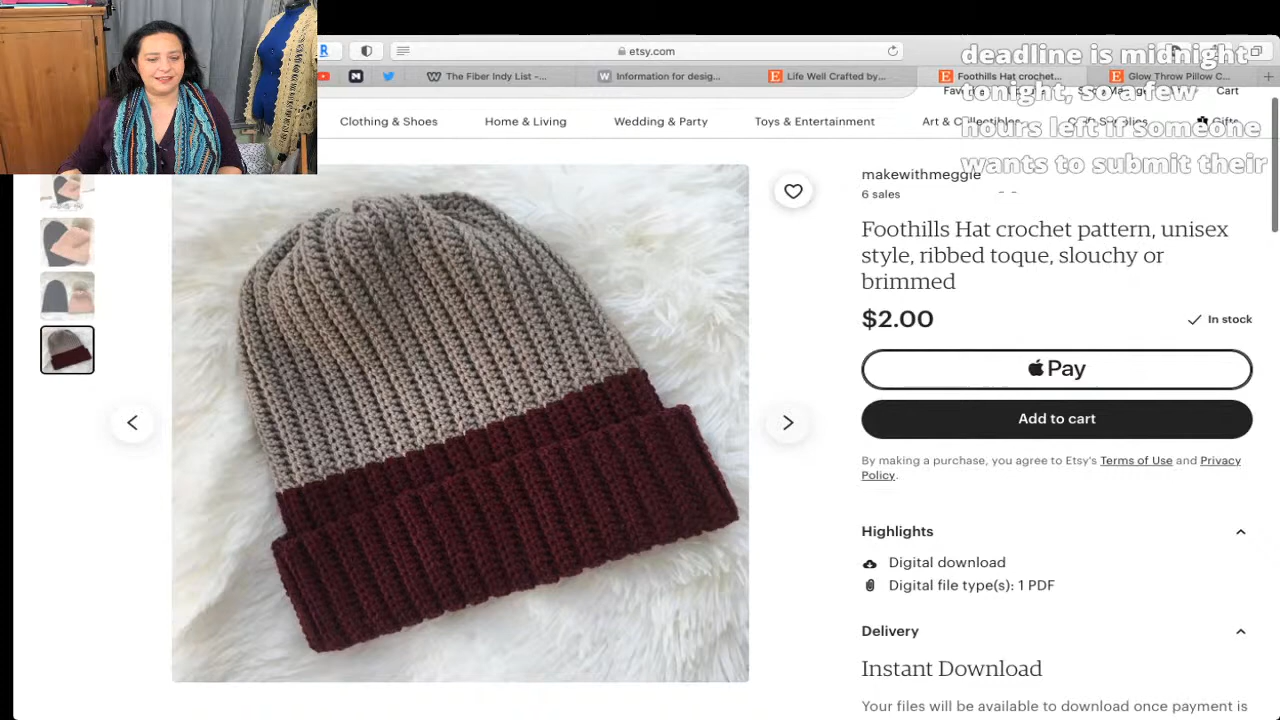 etsy.com
The Fiber Indy List -...
Information for desig...
Life Well Crafted by...
Foothills Hat crochet...
Glow Throw Pillow C...
deadline is midnight
tonight, so a few
hours left if someone
wants to submit their
Cart
Clothing & Shoes
Home & Living
Wedding & Party
Toys & Entertainment
Art & Collectibles
Craft Supplies
Gifts
makewithmeggie
6 sales
Foothills Hat crochet pattern, unisex
style, ribbed toque, slouchy or
brimmed
$2.00
In stock
Pay
Add to cart
By making a purchase, you agree to Etsy's Terms of Use and Privacy
Policy.
Highlights
Digital download
Digital file type(s): 1 PDF
Delivery
Instant Download
Your files will be available to download once payment is